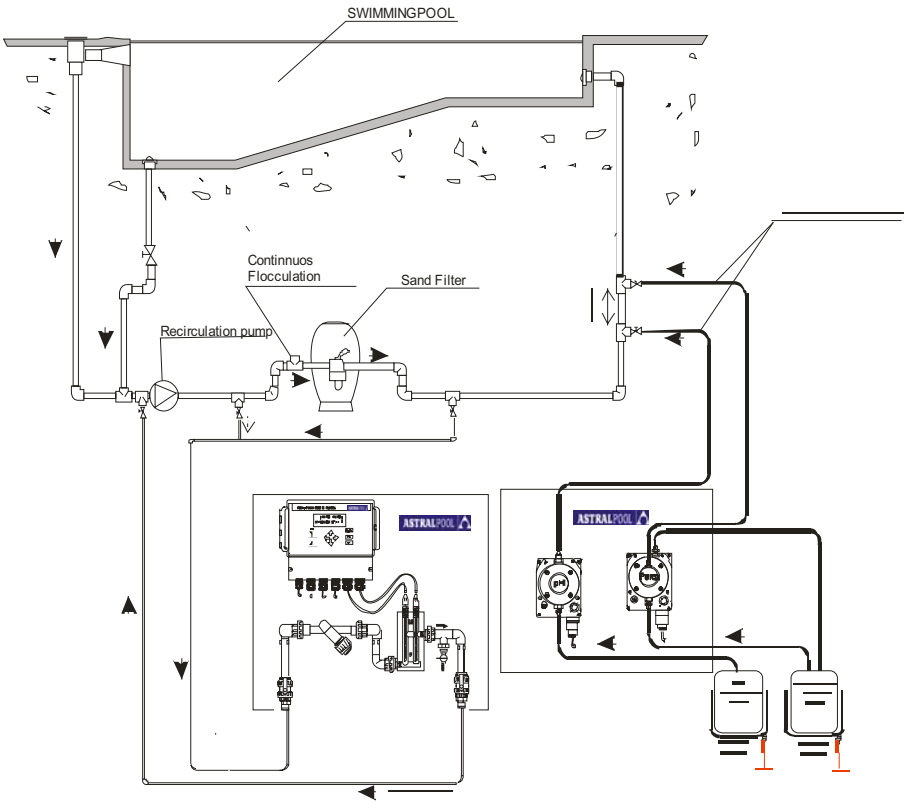 SWIMMINGPOOL
Continnuos
Flocculation
Sand Filter
Recirculation pump
ASTRALPOOL
ASTRALPOOL
pH